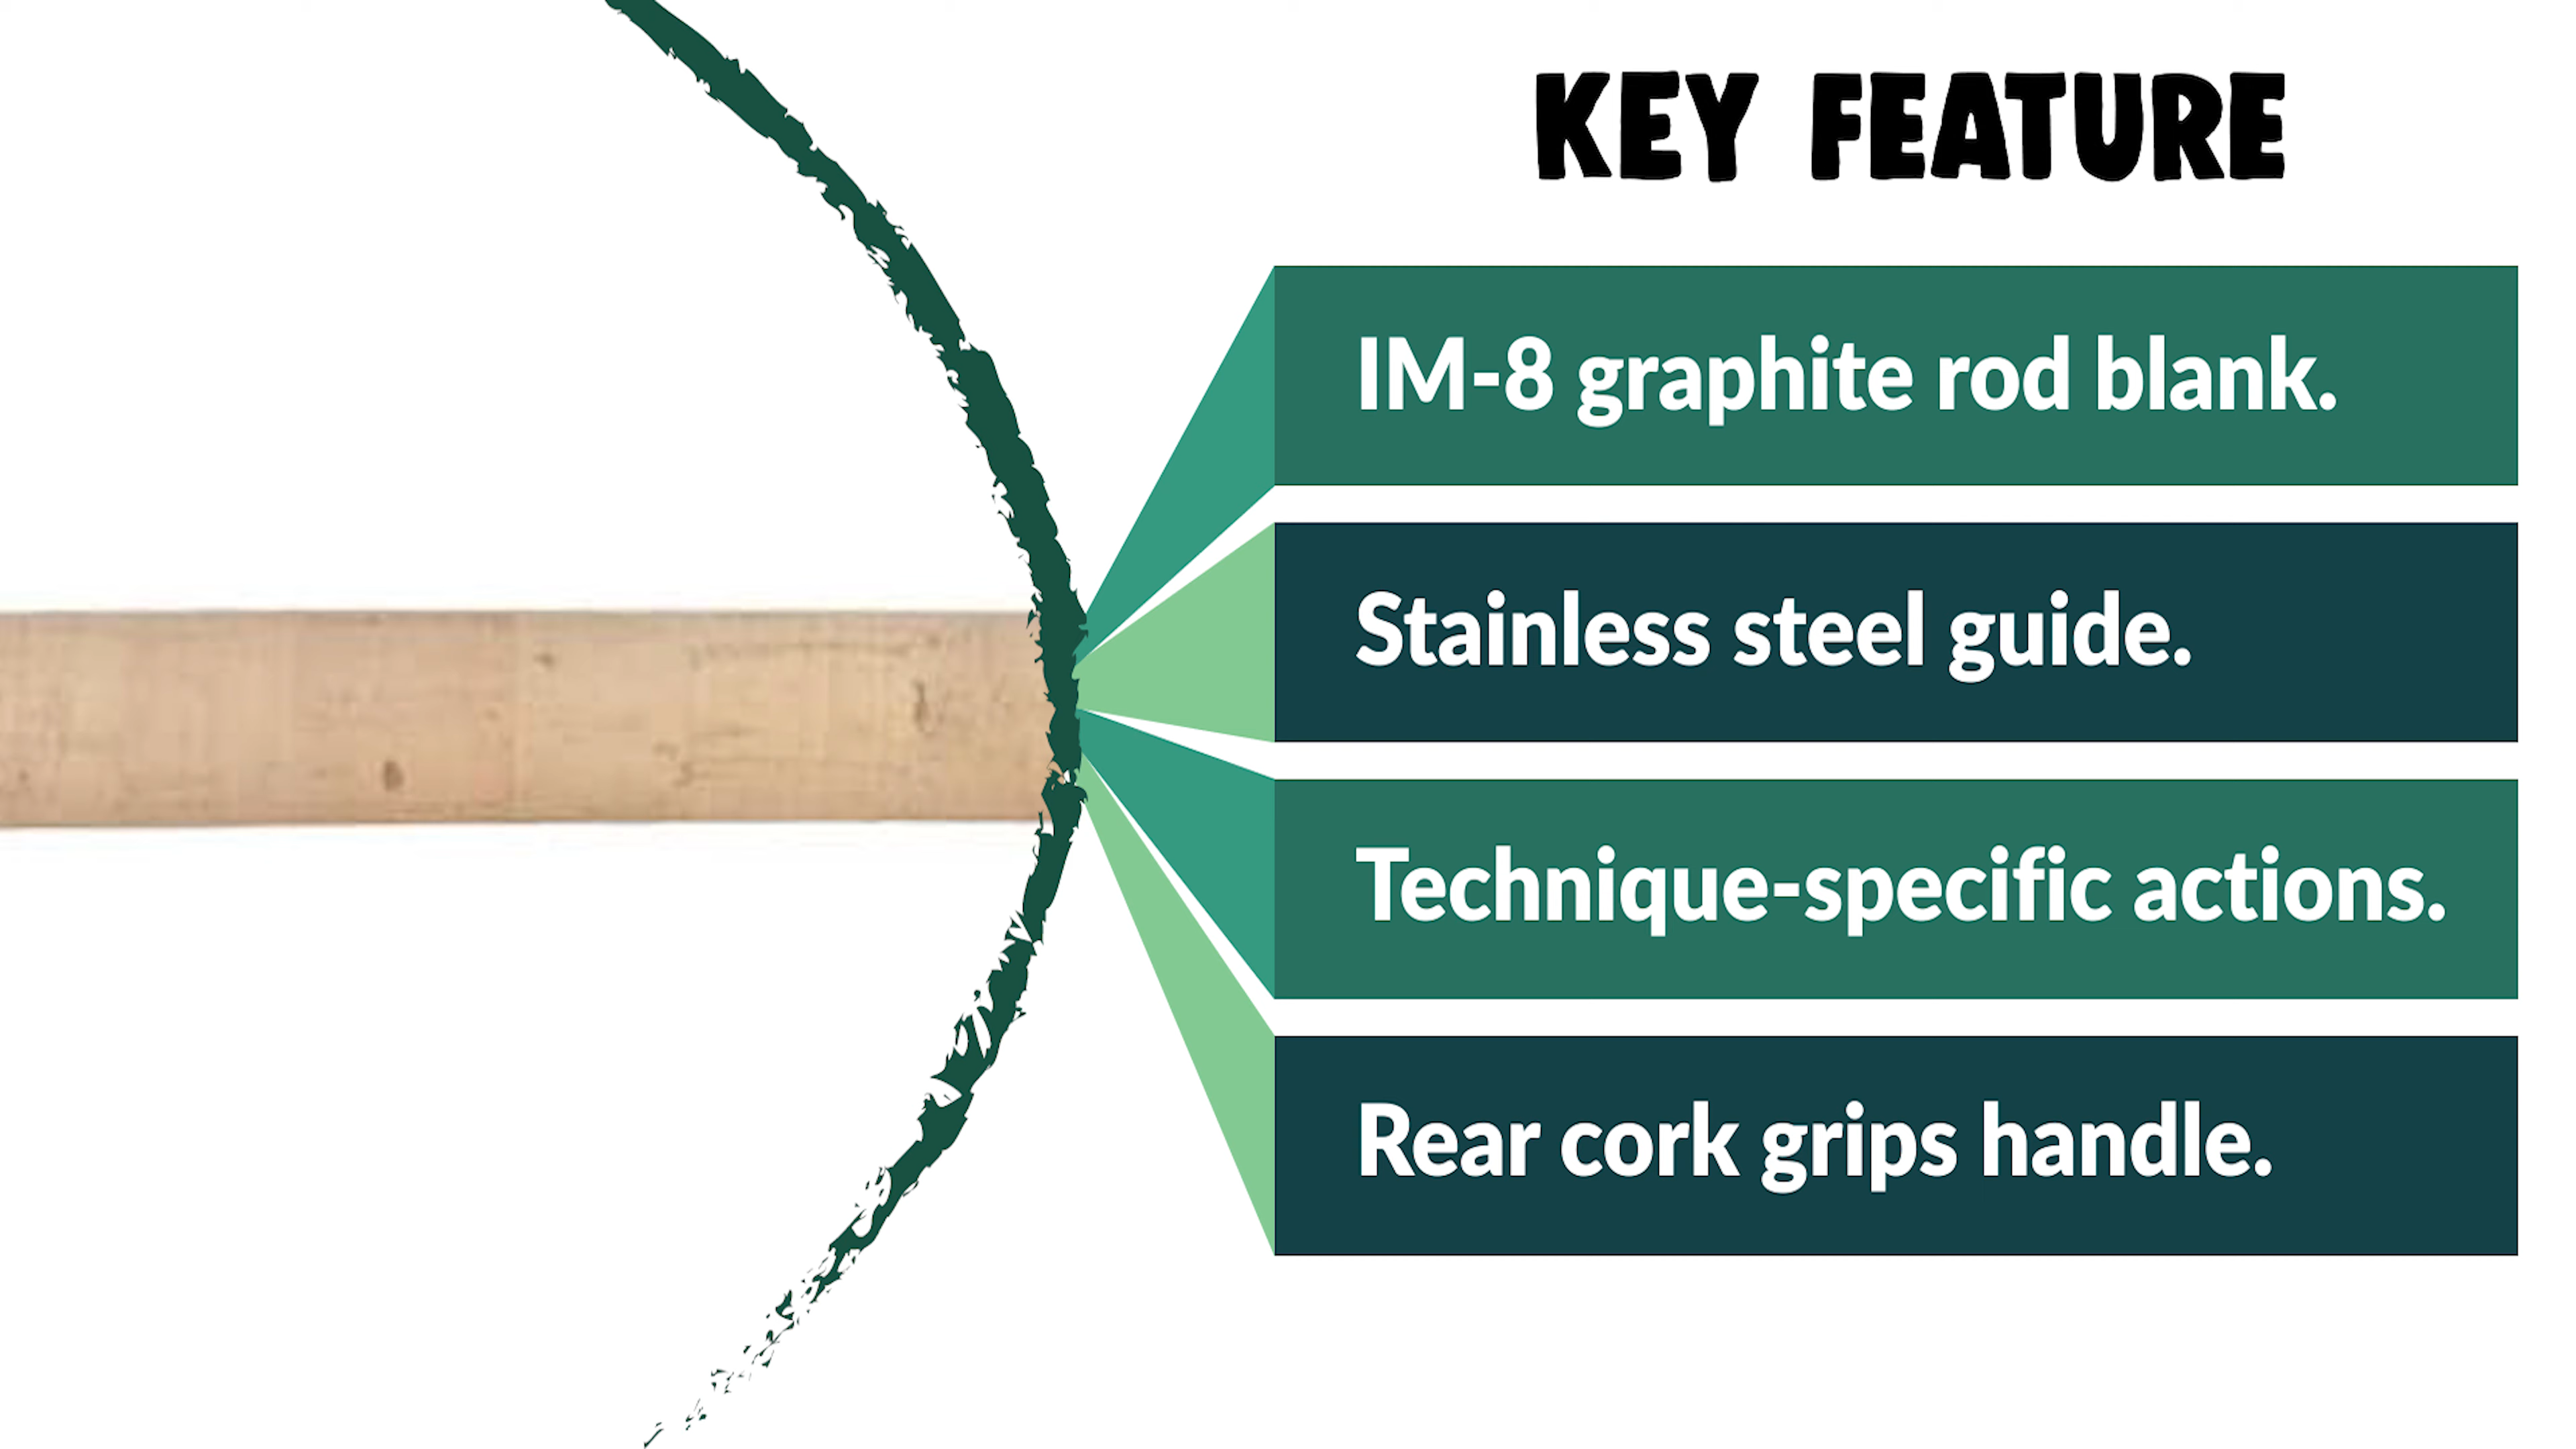 KEY FEATURE
IM-8 graphite rod blank.
Stainless steel guide.
Technique-specific actions.
Rear cork grips handle.